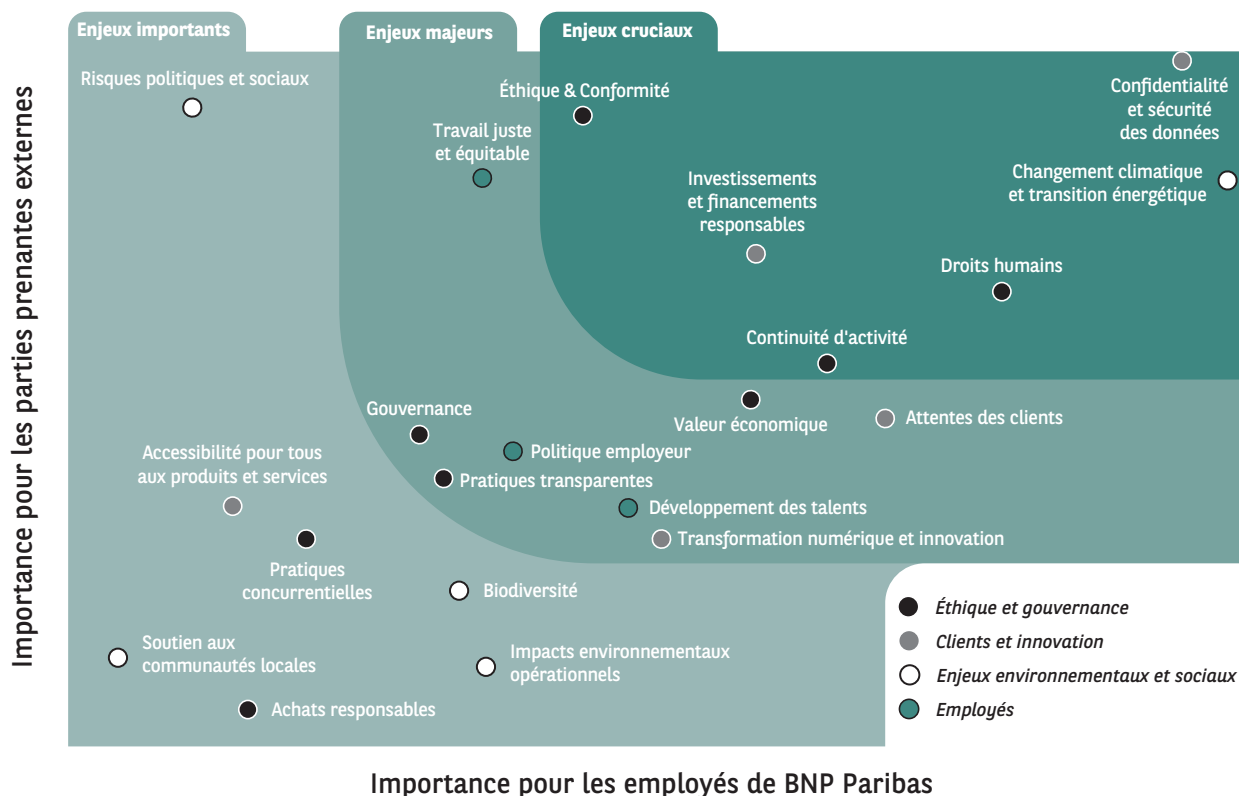 Enjeux importants
Enjeux majeurs
Enjeux cruciaux
Importance pour les parties prenantes externes
Risques politiques et sociaux
Éthique & Conformité
Confidentialité
et sécurité
des données
Travail juste
et équitable
Investissements
et financements
responsables
Changement climatique
et transition énergétique
Droits humains
Continuité d'activité
Gouvernance
Valeur économique
Attentes des clients
Accessibilité pour tous
aux produits et services
Politique employeur
Pratiques transparentes
Développement des talents
Transformation numérique et innovation
Pratiques
concurrentielles
Biodiversité
Soutien aux
communautés locales
Impacts environnementaux
opérationnels
Achats responsables
Éthique et gouvernance
Clients et innovation
Enjeux environnementaux et sociaux
Employés
Importance pour les employés de BNP Paribas